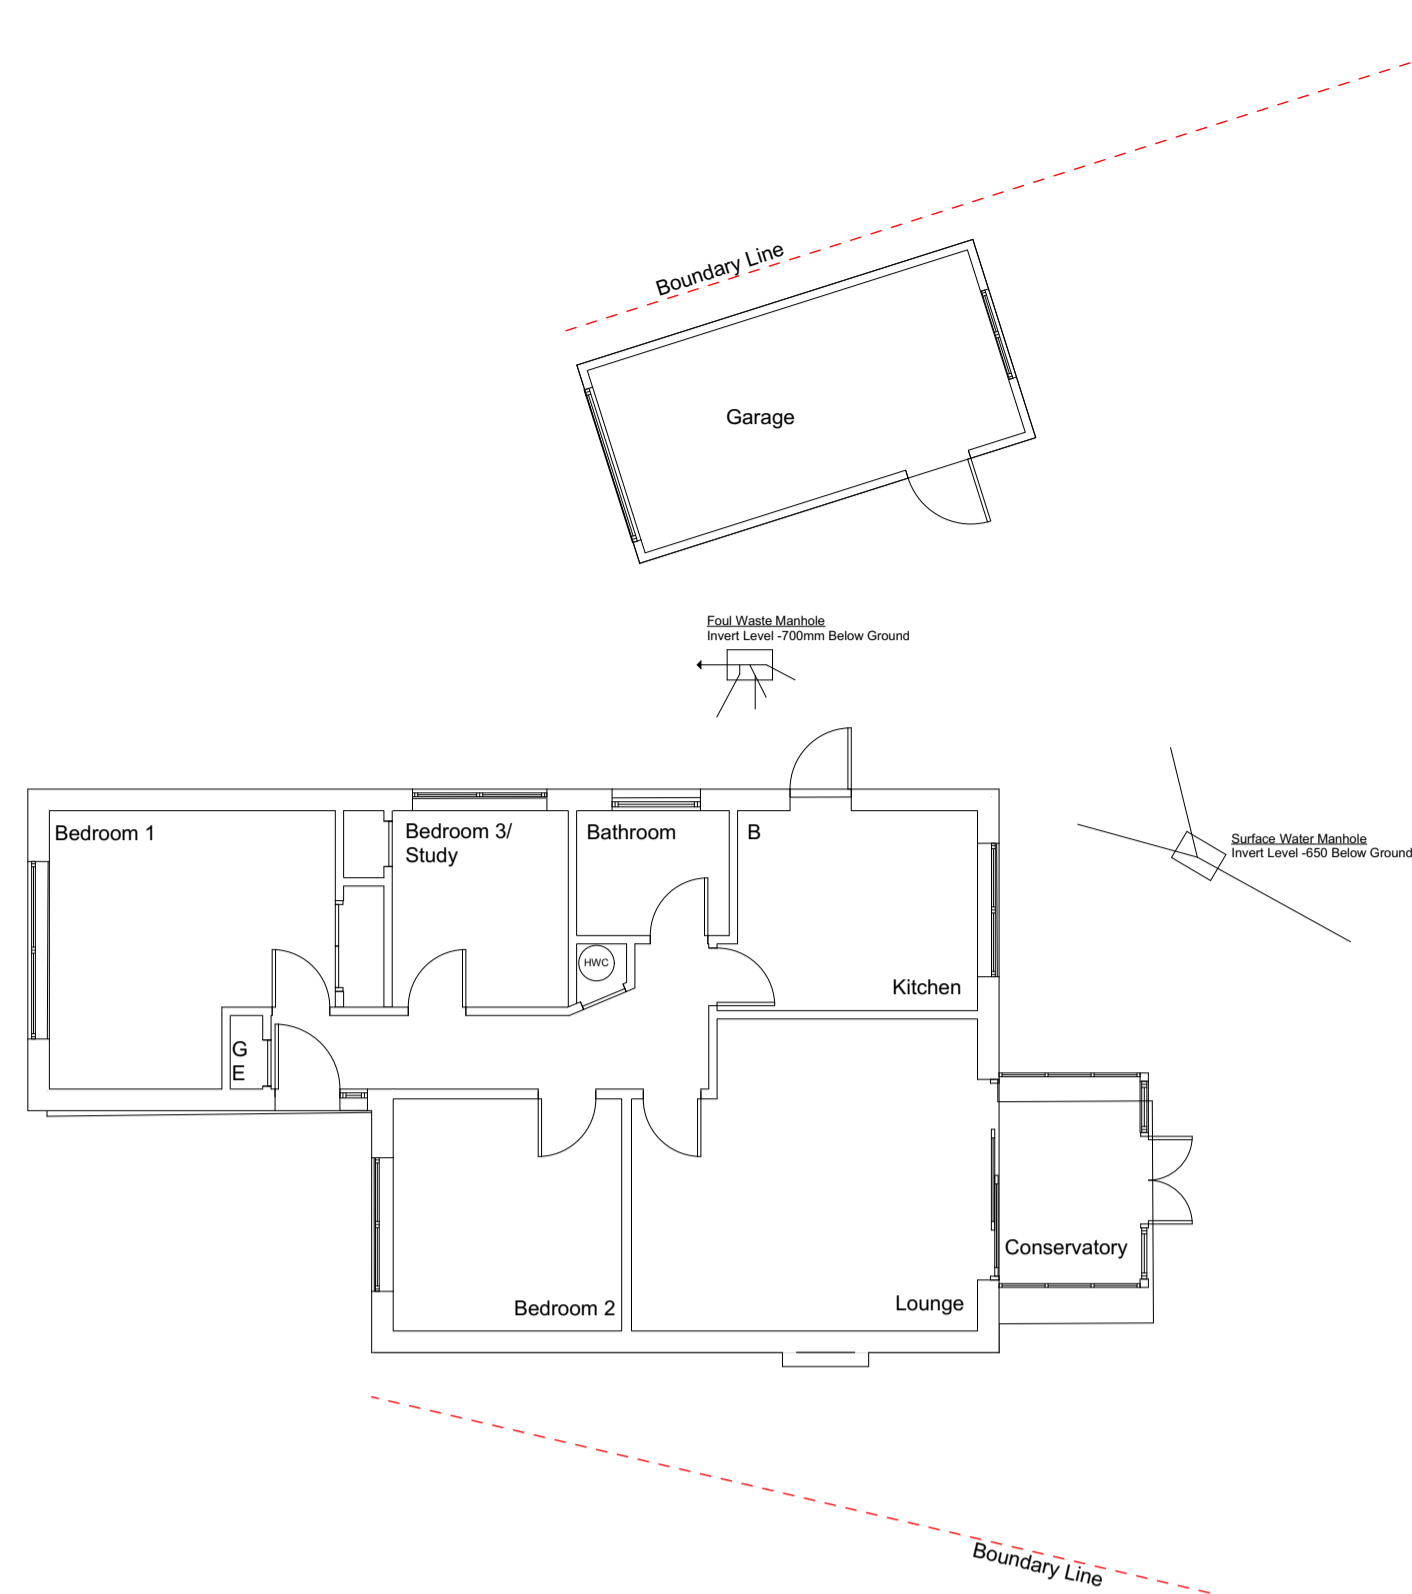 Boundary Line
Garage
Foul Waste Manhole
Invert Level -700mm Below Ground
Bedroom 1
Bedroom 3/
Study
Bathroom
B
Surface Water Manhole
Invert Level -650 Below Ground
HWC
Kitchen
G
E
Conservatory
Lounge
Bedroom 2
Boundary Line